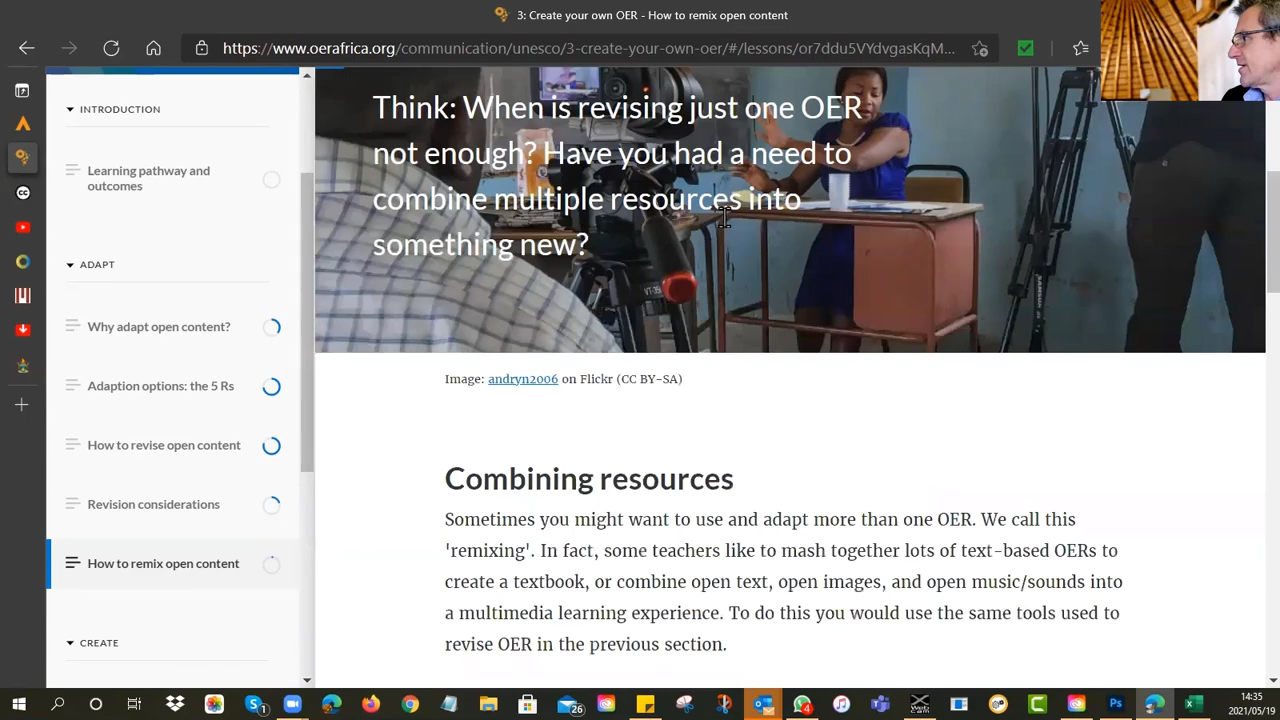 3: Create your own OER - How to remix open content
https://www.oerafrica.org/communication/unesco/3-create-your-own-oer/#/lessons/or7ddu5VYdvgasKqM...
INTRODUCTION
Learning pathway and
outcomes
ADAPT
Why adapt open content?
Adaption options: the 5 Rs
How to revise open content
Revision considerations
How to remix open content
CREATE
Think: When is revising just one OER
not enough? Have you had a need to
combine multiple resources into
something new?
Image: andryn2006 on Flickr (CC BY-SA)
Combining resources
Sometimes you might want to use and adapt more than one OER. We call this
'remixing'. In fact, some teachers like to mash together lots of text-based OERs to
create a textbook, or combine open text, open images, and open music/sounds into
a multimedia learning experience. To do this you would use the same tools used to
revise OER in the previous section.
1
26
4
14:35
2021/05/19